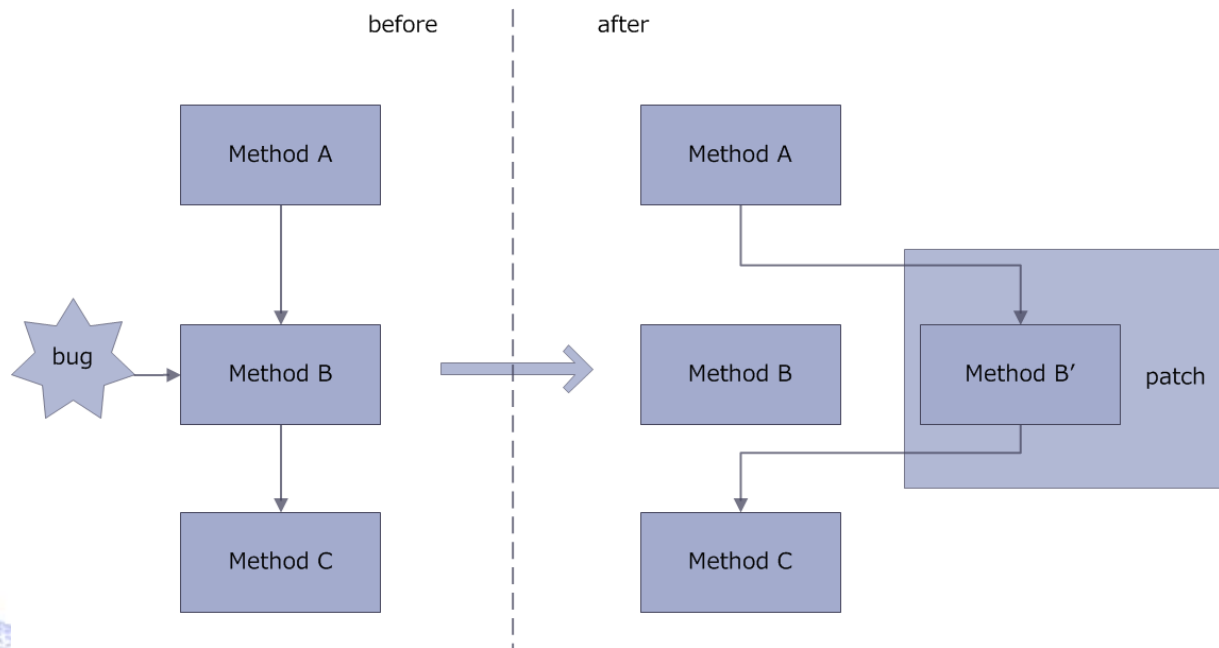 before
after
Method A
Method A
bug
Method B
Method B
Method B’
patch
Method C
Method C